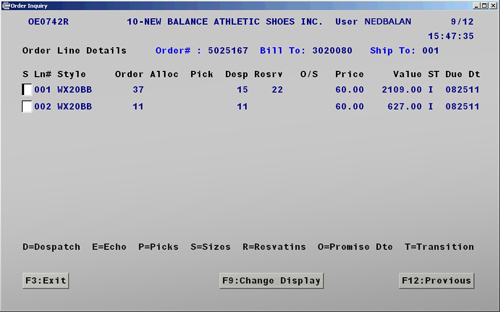 Order Inquiry
OE0742R 10-NEW BALANCE ATHLETIC SHOES INC. User NEDBALAN 9/12
15:47:35
Order Line Details Order# : 5025167 Bill To: 3020080 Ship To: 001
S Ln# Style Order Alloc Pick Desp Resrv O/S Price Value ST Due Dt
001 WX20BB 37 15 22 60.00 2109.00 I 082511
002 WX20BB 11 11 60.00 627.00 I 082511
D=Despatch E=Echo P=Picks S=Sizes R=Resvatins O=Promise Dte T=Transition
F3:Exit F9:Change Display F12:Previous